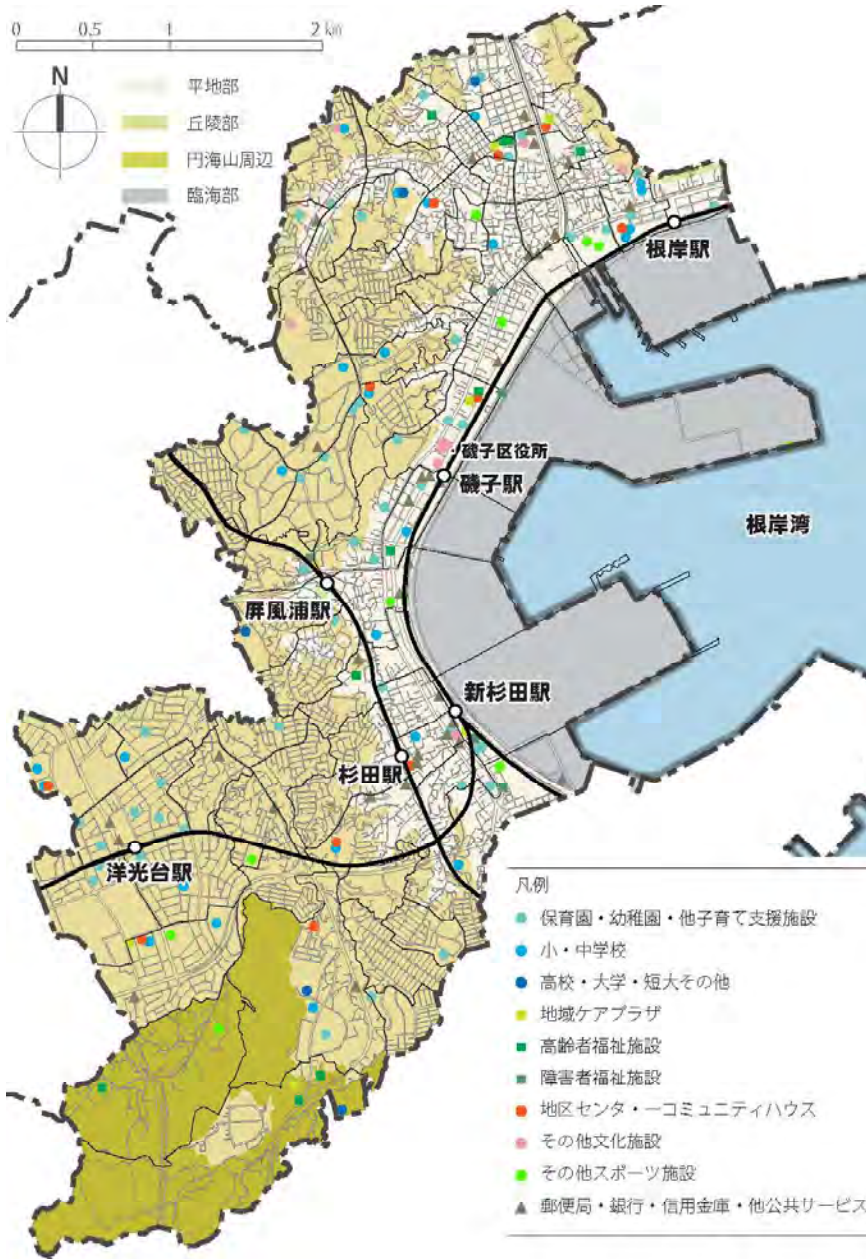 0 0.5 1 2 km
N
平地部
丘陵部
円海山周辺
臨海部
根岸駅
磯子区役所
磯子駅
根岸湾
屏風浦駅
新杉田駅
杉田駅
洋光台駅
凡例
保育園・幼稚園・他子育て支援施設
小・中学校
高校・大学・短大その他
地域ケアプラザ
高齢者福祉施設
障害者福祉施設
地区センタ・ーコミュニティハウス
その他文化施設
その他スポーツ施設
郵便局・銀行・信用金庫・他公共サービス